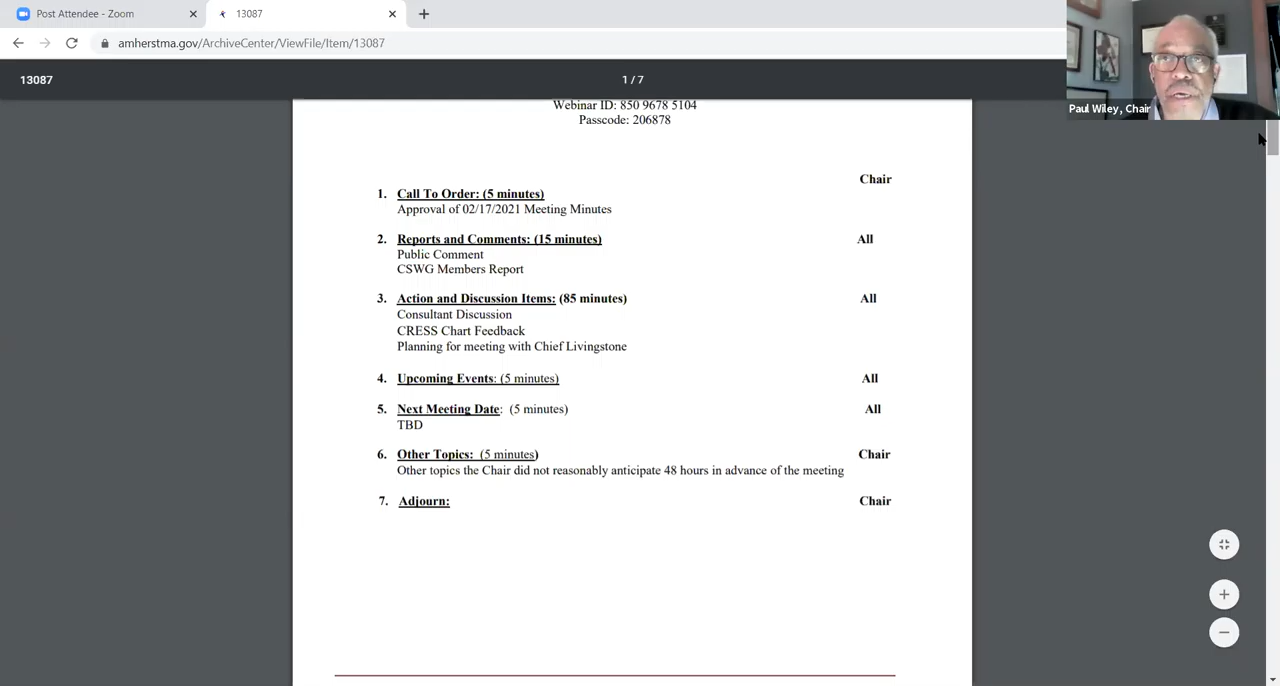 Post Attendee - Zoom
13087
amherstma.gov/ArchiveCenter/ViewFile/Item/13087
13087
1 / 7
Paul Wiley, Chair
Webinar ID: 850 9678 5104
Passcode: 206878
Chair
1. Call To Order: (5 minutes)
Approval of 02/17/2021 Meeting Minutes
2. Reports and Comments: (15 minutes) All
Public Comment
CSWG Members Report
3. Action and Discussion Items: (85 minutes) All
Consultant Discussion
CRESS Chart Feedback
Planning for meeting with Chief Livingstone
4. Upcoming Events: (5 minutes) All
5. Next Meeting Date: (5 minutes) All
TBD
6. Other Topics: (5 minutes) Chair
Other topics the Chair did not reasonably anticipate 48 hours in advance of the meeting
7. Adjourn: Chair